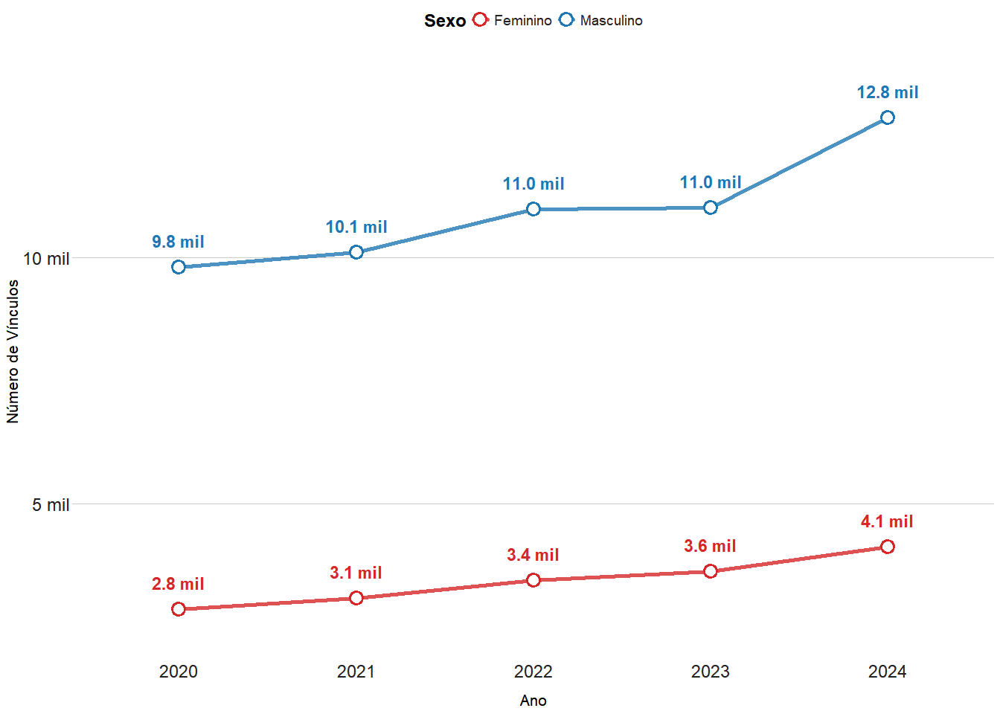 Sexo Feminino Masculino
12.8 mil
11.0 mil
11.0 mil
10.1 mil
9.8 mil
10 mil
Número de Vínculos
5 mil
4.1 mil
3.6 mil
3.4 mil
3.1 mil
2.8 mil
2020 2021 2022 2023 2024
Ano